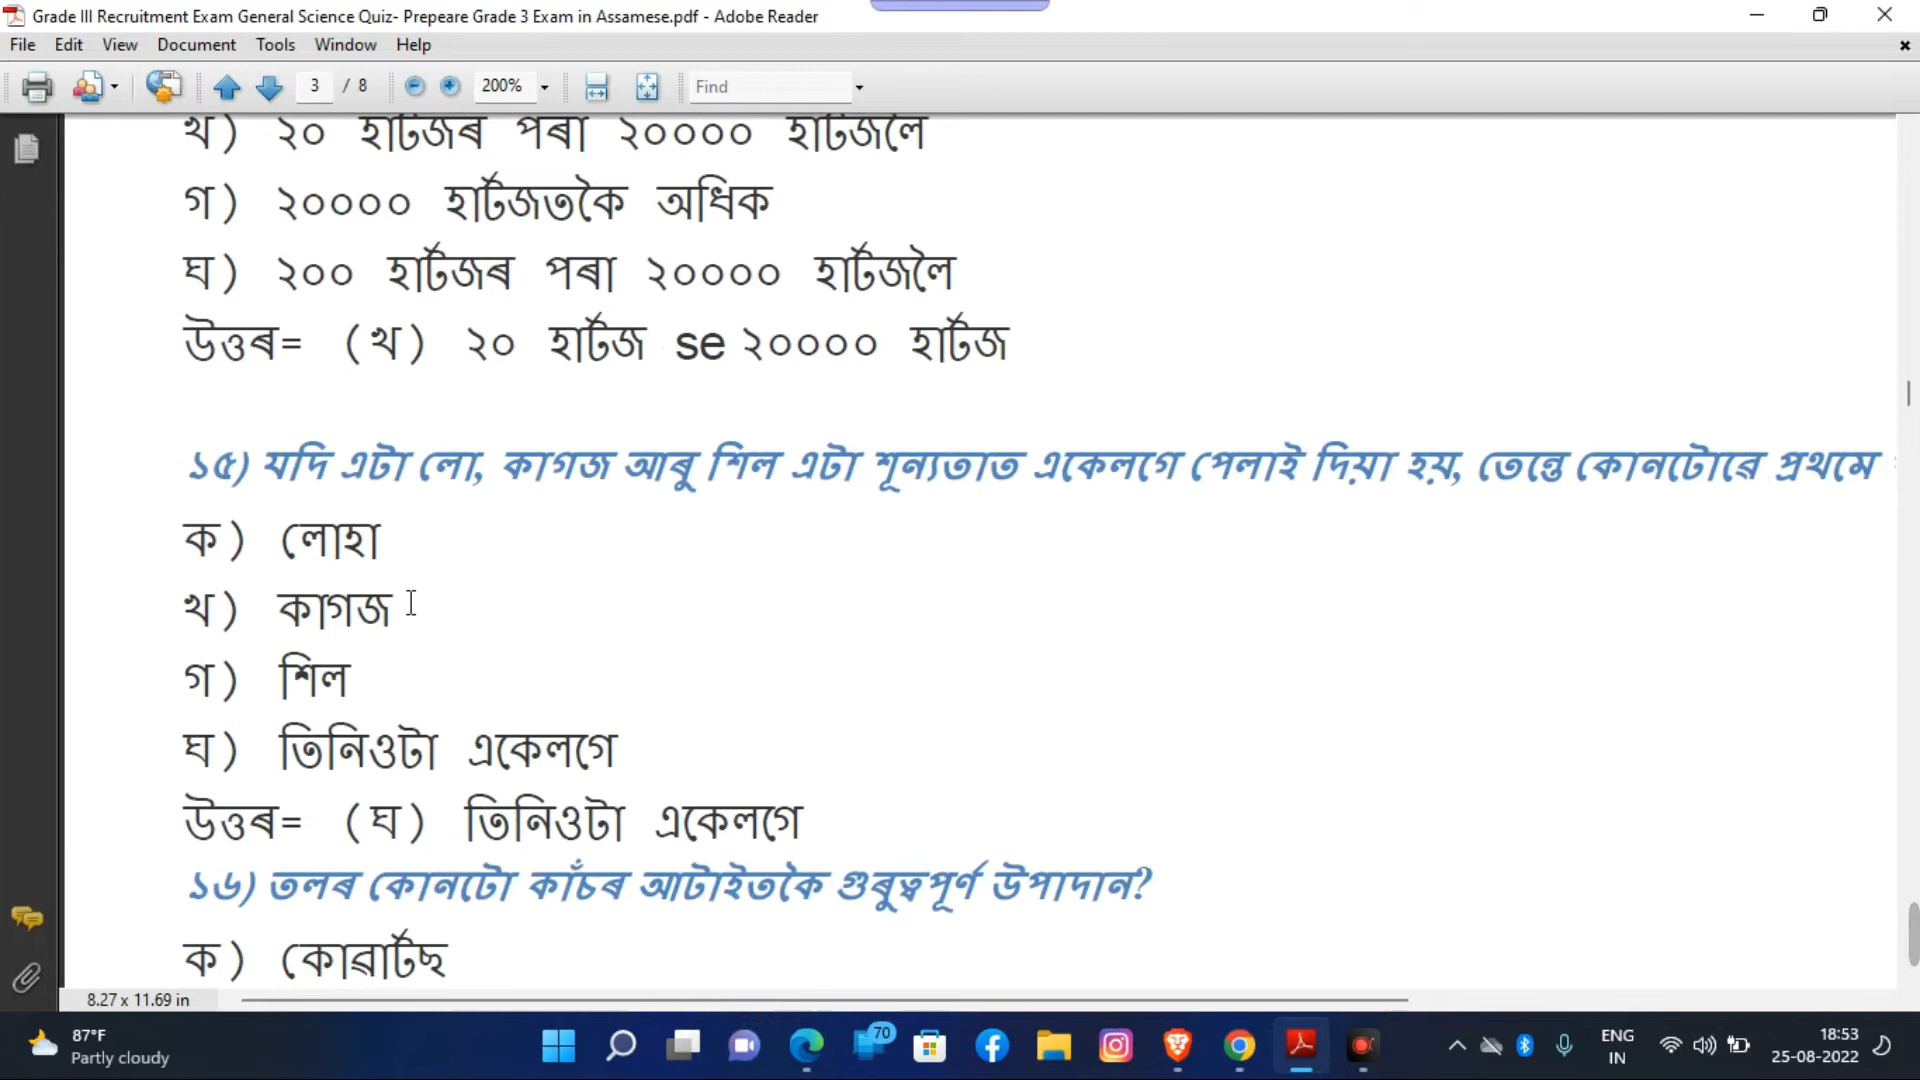 Grade III Recruitment Exam General Science Quiz- Prepeare Grade 3 Exam in Assamese.pdf - Adobe Reader
File Edit View Document Tools Window Help
3 / 8 200% Find
খ) ২০ হাৰ্টজৰ পৰা ২০০০০ হাৰ্টজলৈ
গ) ২০০০০ হাৰ্টজতকৈ অধিক
ঘ) ২০০ হাৰ্টজৰ পৰা ২০০০০ হাৰ্টজলৈ
উত্তৰ= (খ) ২০ হাৰ্টজ se ২০০০০ হাৰ্টজ
১৫) যদি এটা লো, কাগজ আৰু শিল এটা শূন্যতাত একেলগে পেলাই দিয়া হয়, তেন্তে কোনটোৱে প্ৰথমে
ক) লোহা
খ) কাগজ
গ) শিল
ঘ) তিনিওটা একেলগে
উত্তৰ= (ঘ) তিনিওটা একেলগে
১৬) তলৰ কোনটো কাঁচৰ আটাইতকৈ গুৰুত্বপূৰ্ণ উপাদান?
ক) কোৱাৰ্টছ
8.27 x 11.69 in
87°F
Partly cloudy
70
ENG
IN
18:53
25-08-2022